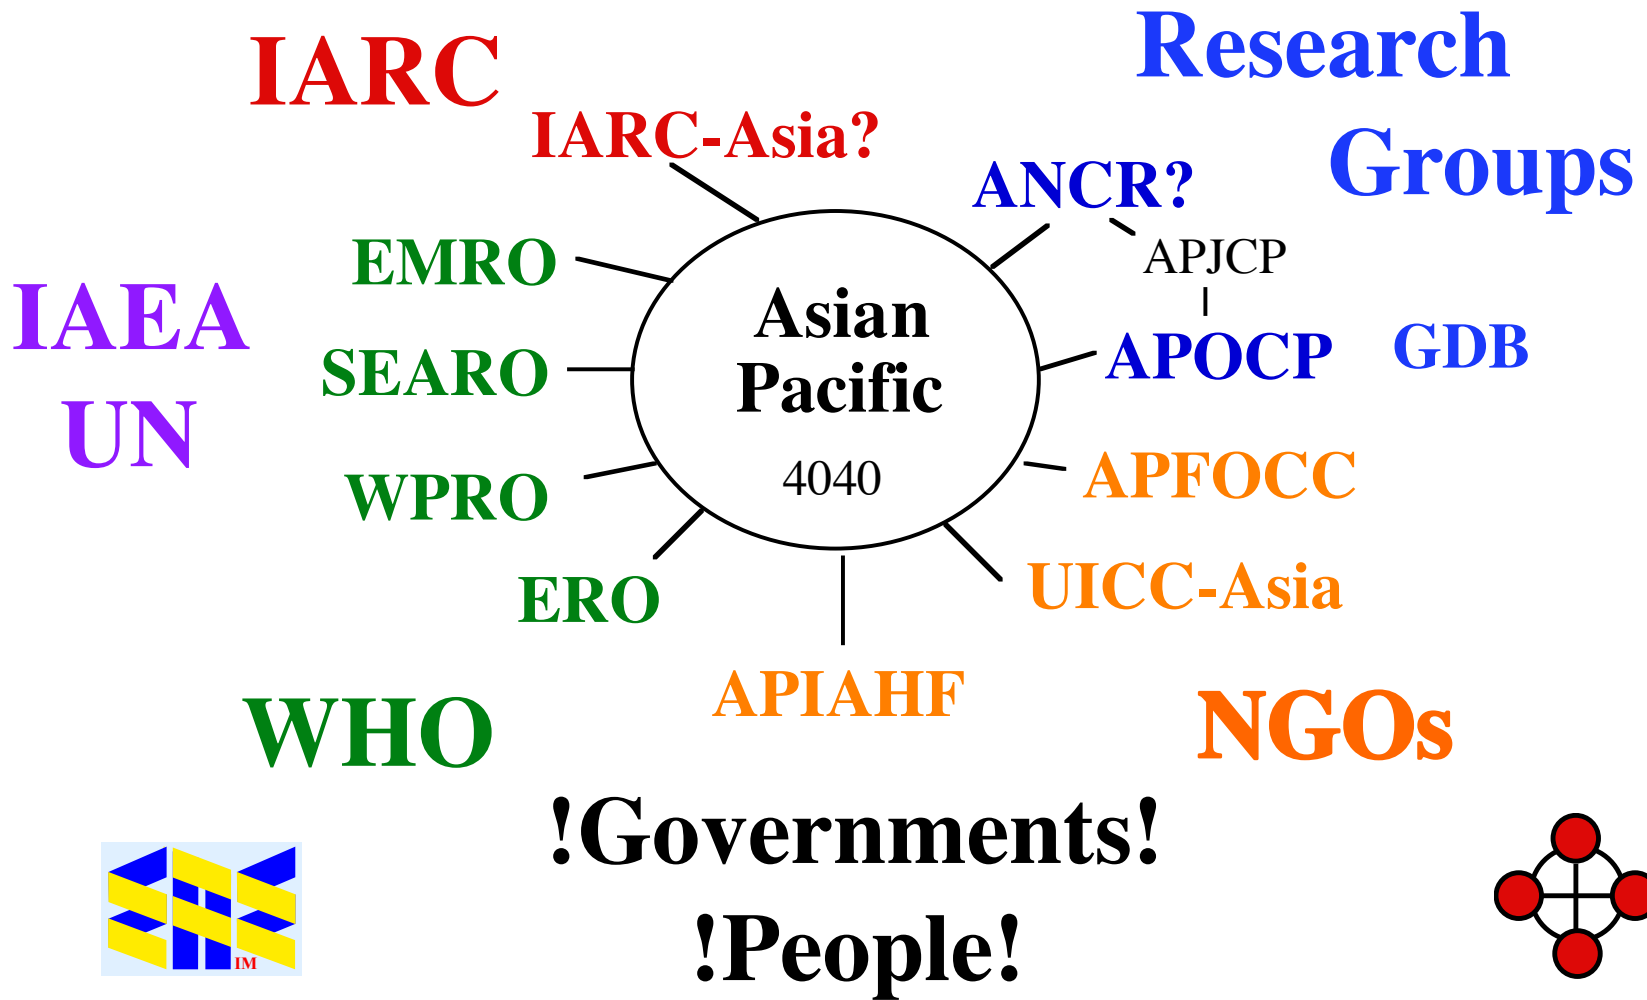 IARC
Research
IARC-Asia?
Groups
ANCR?
EMRO
APJCP
IAEA
Asian
APOCP
GDB
SEARO
Pacific
UN
WPRO
4040
APFOCC
ERO
UICC-Asia
APIAHF
WHO
NGOs
!Governments!
IM
!People!